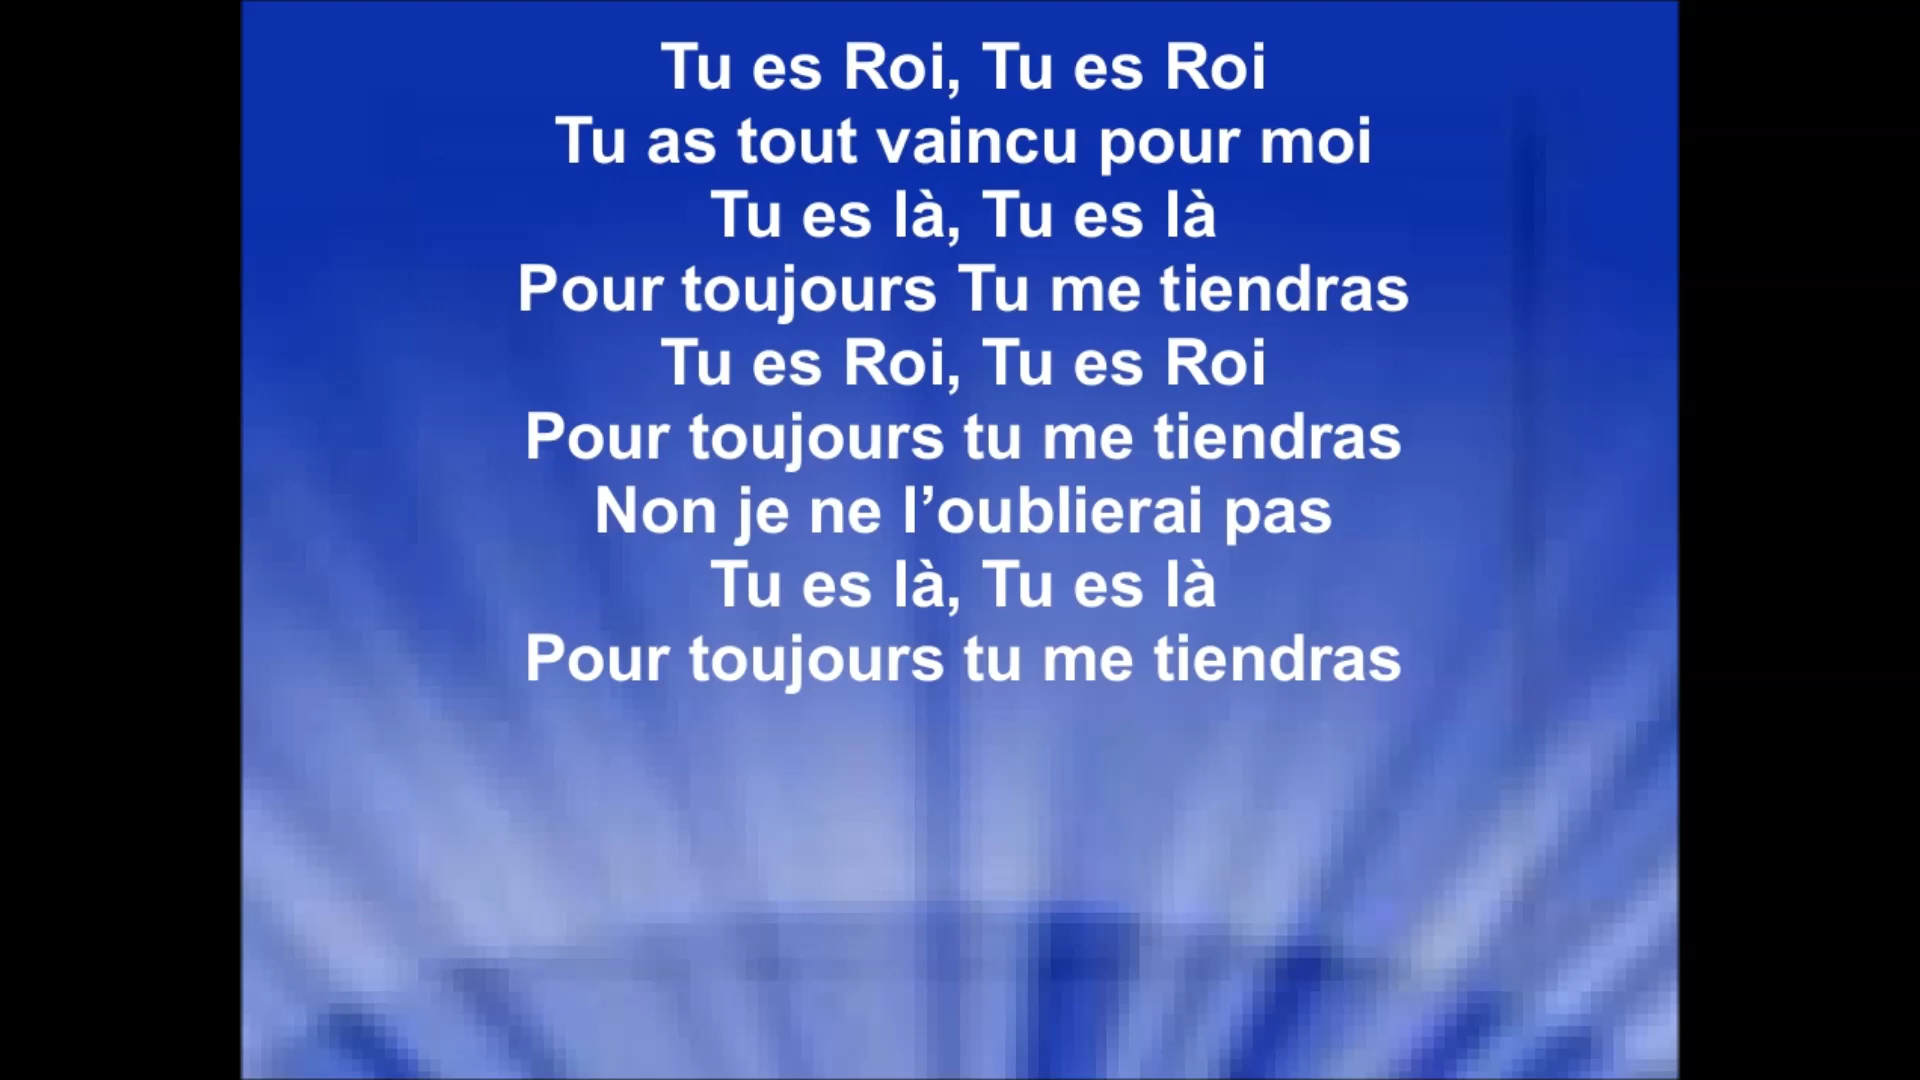 Tu es Roi, Tu es Roi
Tu as tout vaincu pour moi
Tu es là, Tu es là
Pour toujours Tu me tiendras
Tu es Roi, Tu es Roi
Pour toujours tu me tiendras
Non je ne l’oublierai pas
Tu es là, Tu es là
Pour toujours tu me tiendras